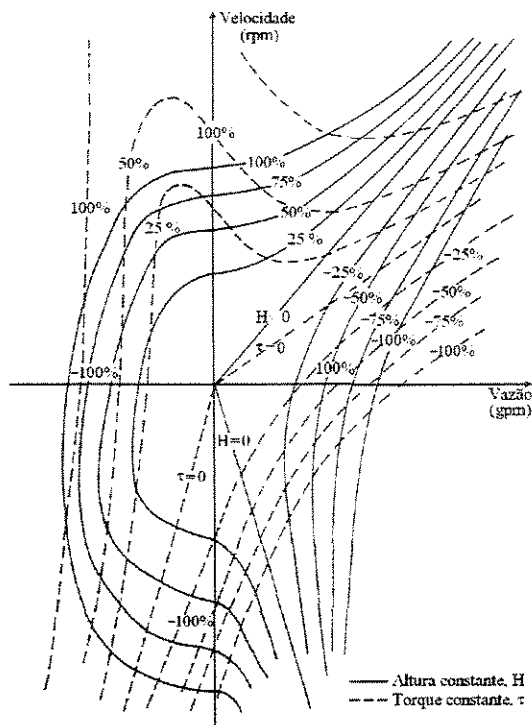 Velocidade
(rpm)
100%
50%
100%
75%
100%
50%
25 %
25 %
-25%
-25%
-50%
-50%
H=0
-75%
-75%
τ=0
-100%
-100%
-100%
100%
Vazão
(gpm)
H=0
τ=0
-100%
Altura constante, H
Torque constante, τ